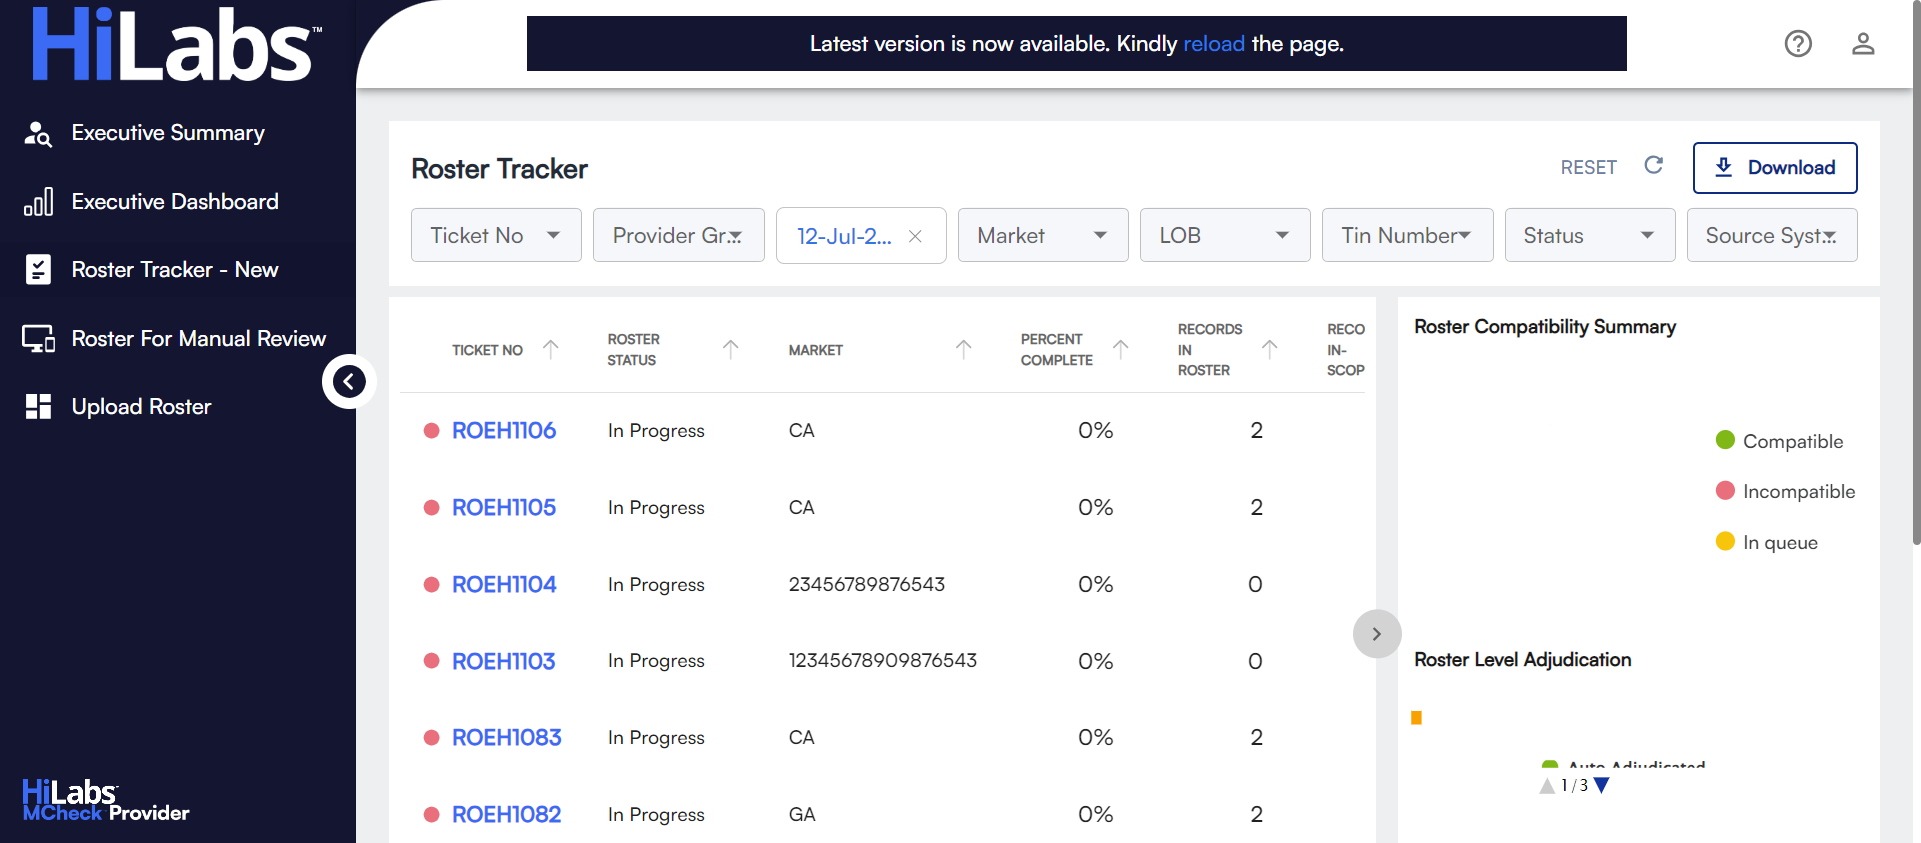 HiLabs™
Latest version is now available. Kindly reload the page.
Executive Summary
Executive Dashboard
Roster Tracker - New
Roster For Manual Review
Upload Roster
HiLabs™
MCheck Provider
Roster Tracker
RESET
Download
Ticket No
Provider Gr...
12-Jul-2...
Market
LOB
Tin Number
Status
Source Syst...
TICKET NO
ROSTER
STATUS
MARKET
PERCENT
COMPLETE
RECORDS
IN
ROSTER
RECO
IN-
SCOP
ROEH1106 In Progress CA 0% 2
ROEH1105 In Progress CA 0% 2
ROEH1104 In Progress 23456789876543 0% 0
ROEH1103 In Progress 12345678909876543 0% 0
ROEH1083 In Progress CA 0% 2
ROEH1082 In Progress GA 0% 2
Roster Compatibility Summary
Compatible
Incompatible
In queue
Roster Level Adjudication
Auto Adjudicated
1/3